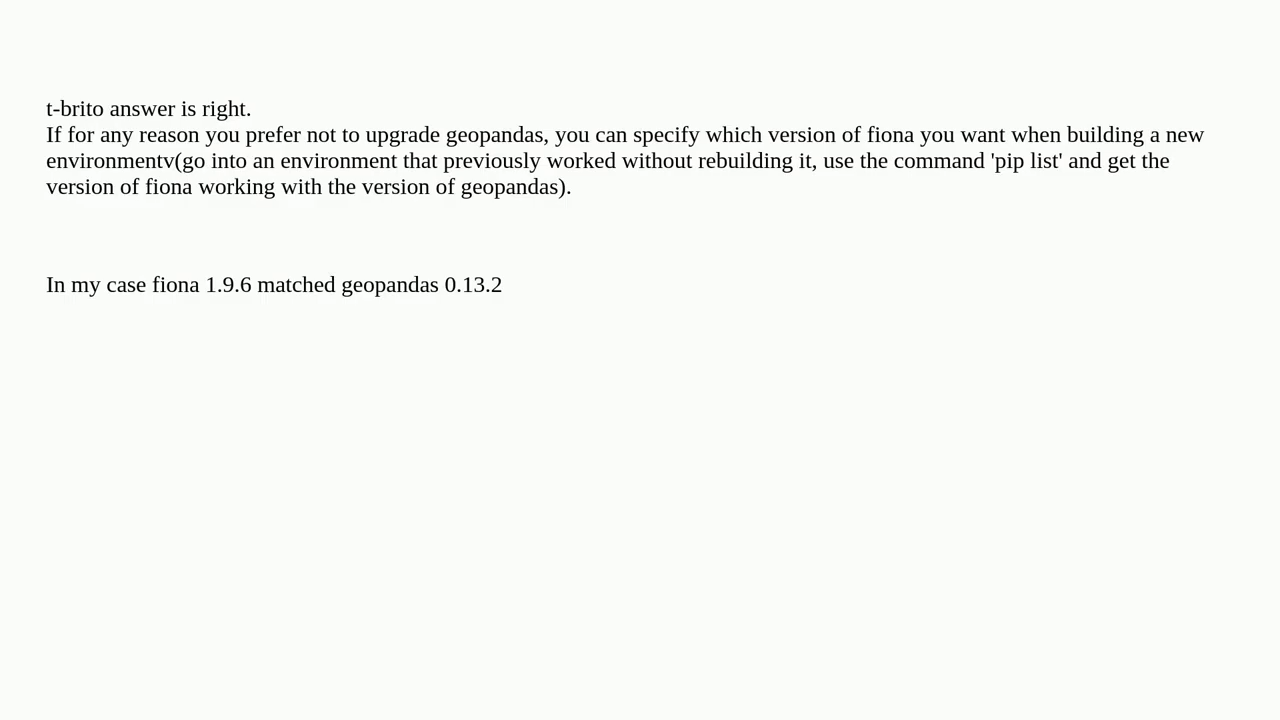 t-brito answer is right.
If for any reason you prefer not to upgrade geopandas, you can specify which version of fiona you want when building a new
environmentv(go into an environment that previously worked without rebuilding it, use the command 'pip list' and get the
version of fiona working with the version of geopandas).
In my case fiona 1.9.6 matched geopandas 0.13.2